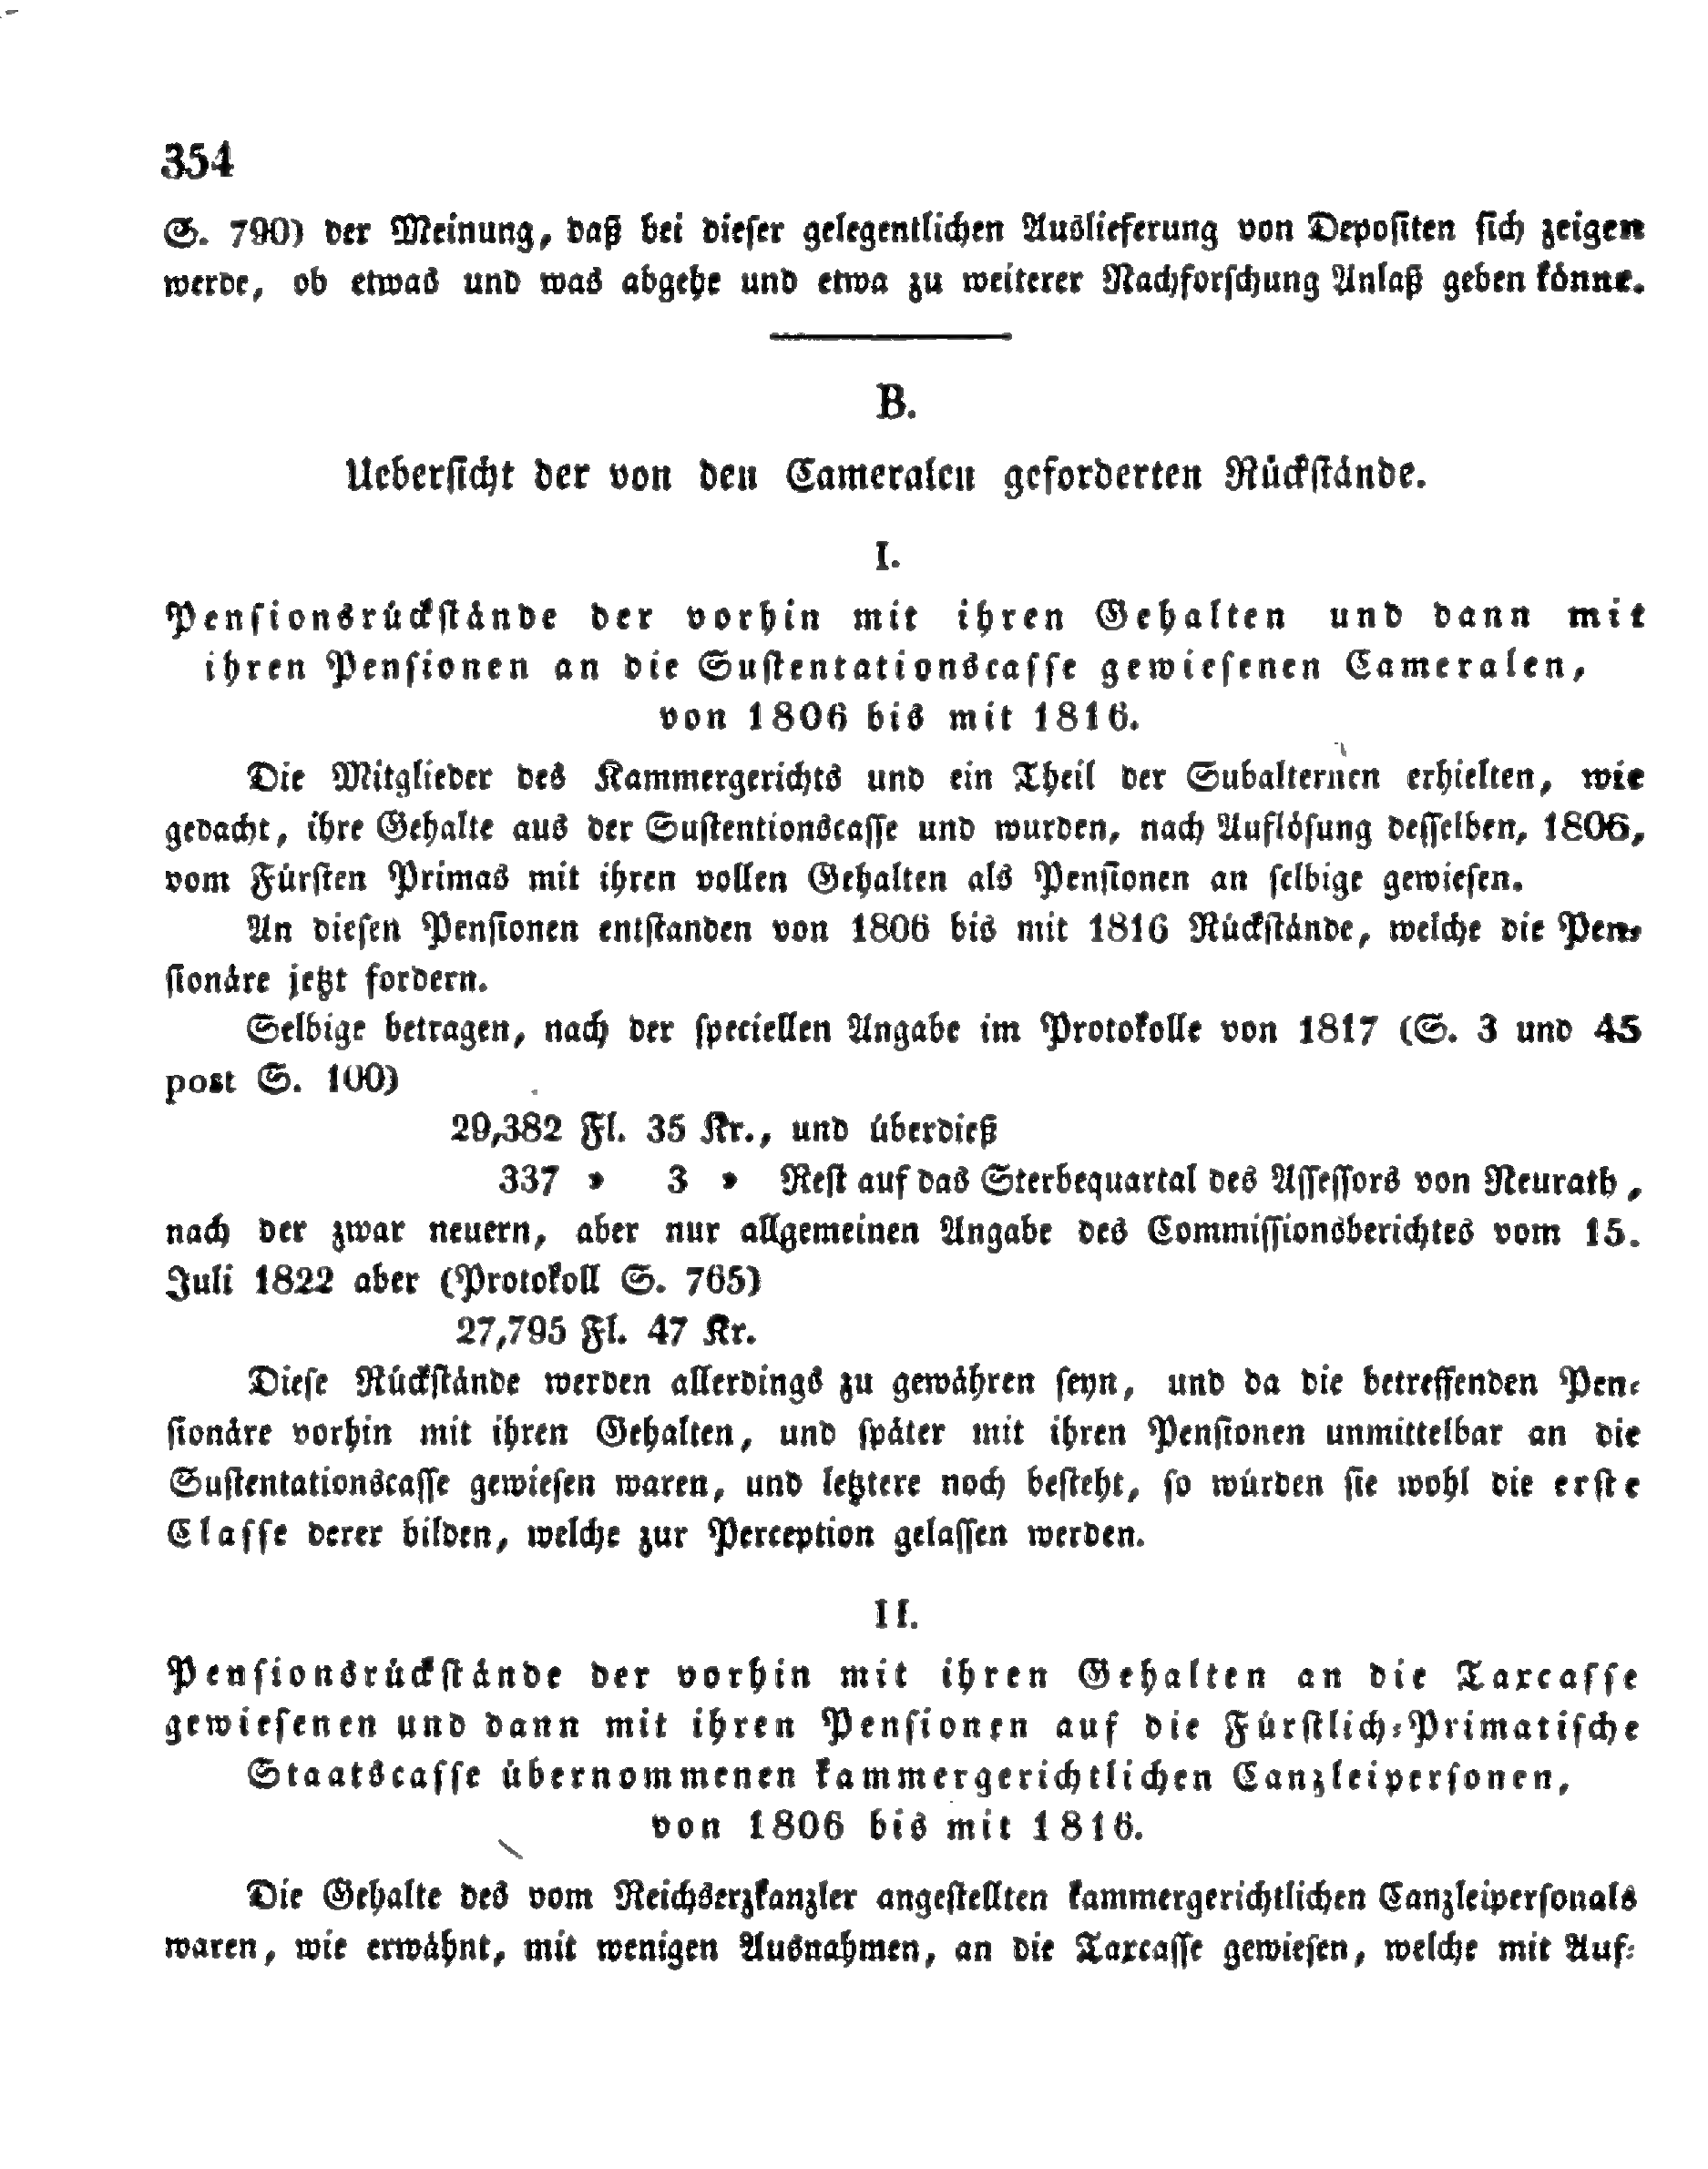 354
S. 790) der Meinung, daß bei dieser gelegentlichen Auslieferung von Depositen sich zeigen
werde, ob etwas und was abgehe und etwa zu weiterer Nachforschung Anlaß geben könne.
B.
Uebersicht der von den Cameralen geforderten Rückstände.
I.
Pensionsrückstände der vorhin mit ihren Gehalten und dann mit
ihren Pensionen an die Sustentationscasse gewiesenen Cameralen,
von 1806 bis mit 1816.
Die Mitglieder des Kammergerichts und ein Theil der Subalternen erhielten, wie
gedacht, ihre Gehalte aus der Sustentionscasse und wurden, nach Auflösung desselben, 1806,
vom Fürsten Primas mit ihren vollen Gehalten als Pensionen an selbige gewiesen.
An diesen Pensionen entstanden von 1806 bis mit 1816 Rückstände, welche die Pen-
sionäre jetzt fordern.
Selbige betragen, nach der speciellen Angabe im Protokolle von 1817 (S. 3 und 45
post S. 100)
29,382 Fl. 35 Kr., und überdieß
337 » 3 » Rest auf das Sterbequartal des Assessors von Neurath,
nach der zwar neuern, aber nur allgemeinen Angabe des Commissionsberichtes vom 15.
Juli 1822 aber (Protokoll S. 765)
27,795 Fl. 47 Kr.
Diese Rückstände werden allerdings zu gewähren seyn, und da die betreffenden Pen-
sionäre vorhin mit ihren Gehalten, und später mit ihren Pensionen unmittelbar an die
Sustentationscasse gewiesen waren, und letztere noch besteht, so würden sie wohl die erste
Classe derer bilden, welche zur Perception gelassen werden.
II.
Pensionsrückstände der vorhin mit ihren Gehalten an die Taxcasse
gewiesenen und dann mit ihren Pensionen auf die Fürstlich-Primatische
Staatscasse übernommenen kammergerichtlichen Canzleipersonen,
von 1806 bis mit 1816.
Die Gehalte des vom Reichserzkanzler angestellten kammergerichtlichen Canzleipersonals
waren, wie erwähnt, mit wenigen Ausnahmen, an die Taxcasse gewiesen, welche mit Auf-